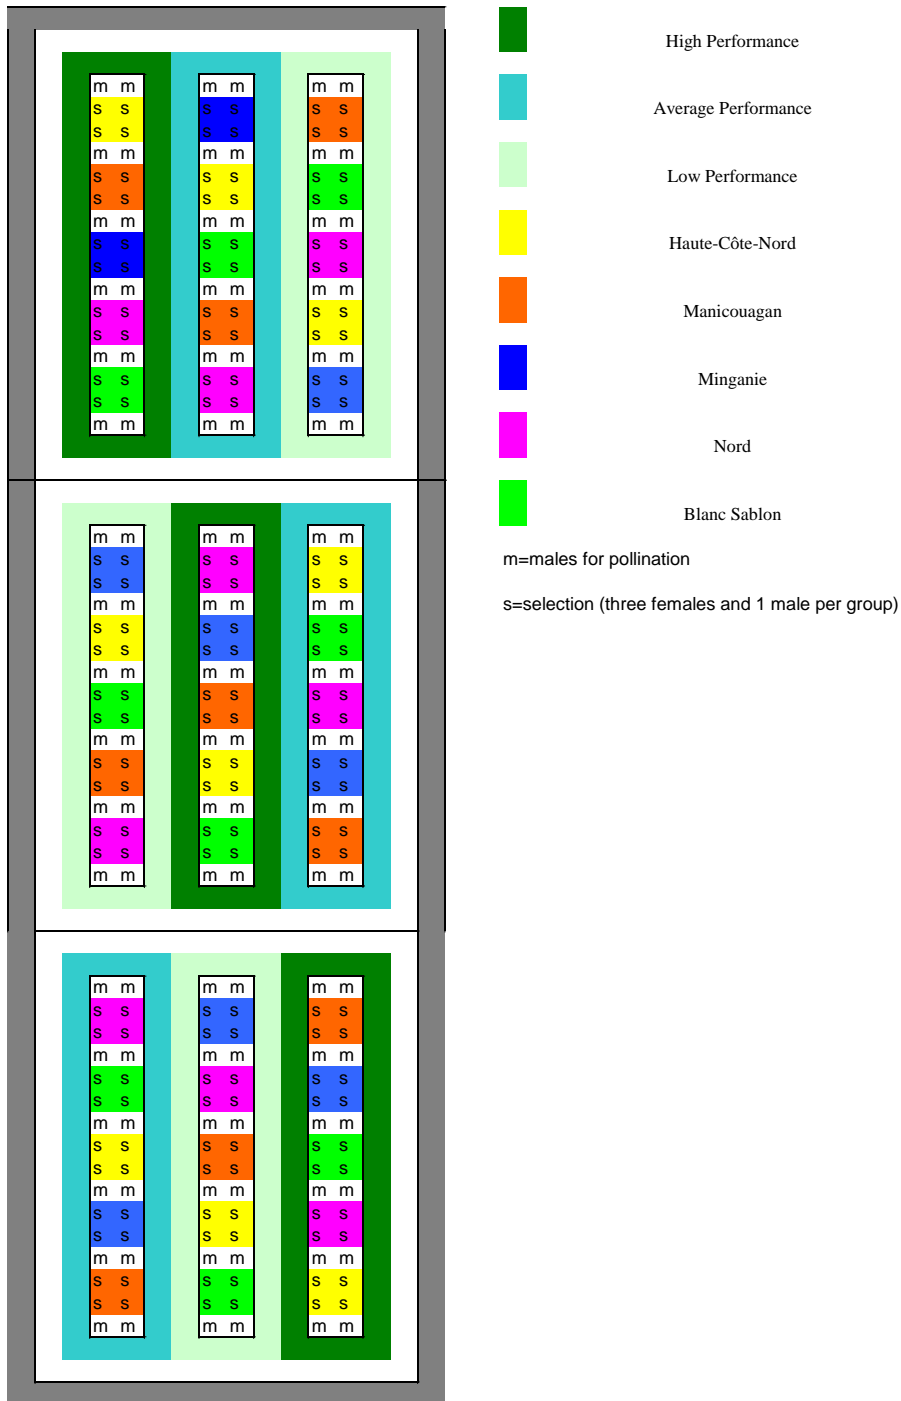 m m m m m m
s s s s s s
s s s s s s
m m m m m m
s s s s s s
s s s s s s
m m m m m m
s s s s s s
s s s s s s
m m m m m m
s s s s s s
s s s s s s
m m m m m m
s s s s s s
s s s s s s
m m m m m m
m m m m m m
s s s s s s
s s s s s s
m m m m m m
s s s s s s
s s s s s s
m m m m m m
s s s s s s
s s s s s s
m m m m m m
s s s s s s
s s s s s s
m m m m m m
s s s s s s
s s s s s s
m m m m m m
m m m m m m
s s s s s s
s s s s s s
m m m m m m
s s s s s s
s s s s s s
m m m m m m
s s s s s s
s s s s s s
m m m m m m
s s s s s s
s s s s s s
m m m m m m
s s s s s s
s s s s s s
m m m m m m
High Performance
Average Performance
Low Performance
Haute-Côte-Nord
Manicouagan
Minganie
Nord
Blanc Sablon
m=males for pollination
s=selection (three females and 1 male per group)